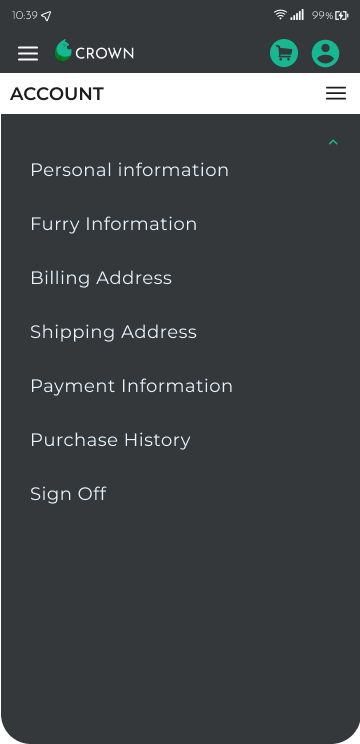 10:39 99%
CROWN
ACCOUNT
Personal information
Furry Information
Billing Address
Shipping Address
Payment Information
Purchase History
Sign Off